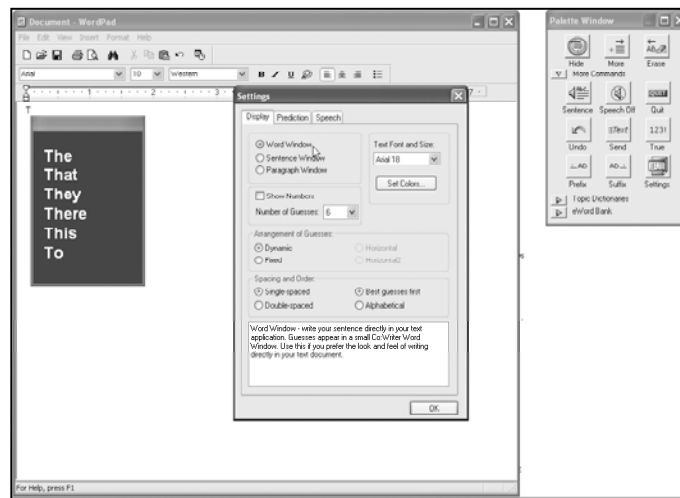 Document - WordPad
File Edit View Insert Format Help
Arial 10 Western B I U
1 2 3 7
T
The
That
They
There
This
To
Settings
Display Prediction Speech
Word Window
Sentence Window
Paragraph Window
Text Font and Size:
Arial 18
Set Colors...
Show Numbers
Number of Guesses: 6
Arrangement of Guesses:
Dynamic Horizontal
Fixed Horizontal2
Spacing and Order:
Single-spaced Best guesses first
Double-spaced Alphabetical
Word Window - write your sentence directly in your text
application. Guesses appear in a small Co:Writer Word
Window. Use this if you prefer the look and feel of writing
directly in your text document.
OK
For Help, press F1
Palette Window
Hide More Erase
More Commands
Sentence Speech Off Quit
Undo Send True
Prefix Suffix Settings
Topic Dictionaries
eWord Bank